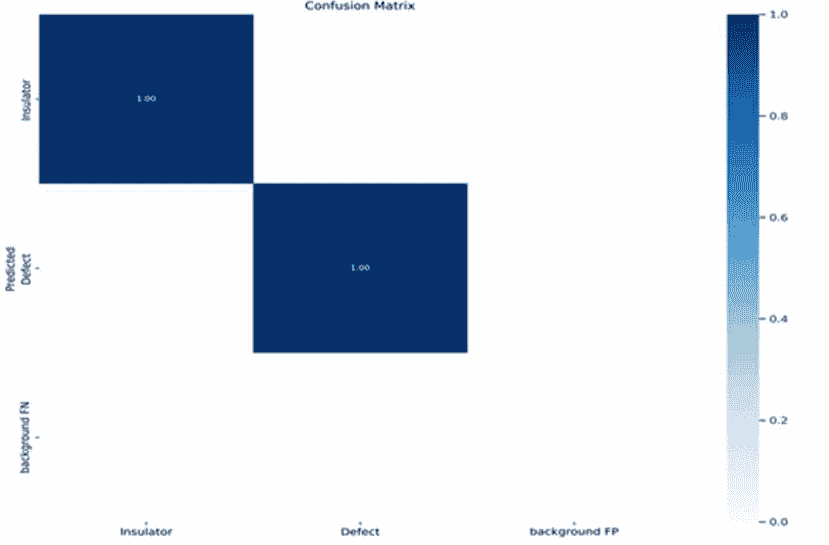 Confusion Matrix
Insulator
1.00
1.0
0.8
0.6
Predicted
Defect
1.00
0.4
0.2
background FN
0.0
Insulator
Defect
background FP